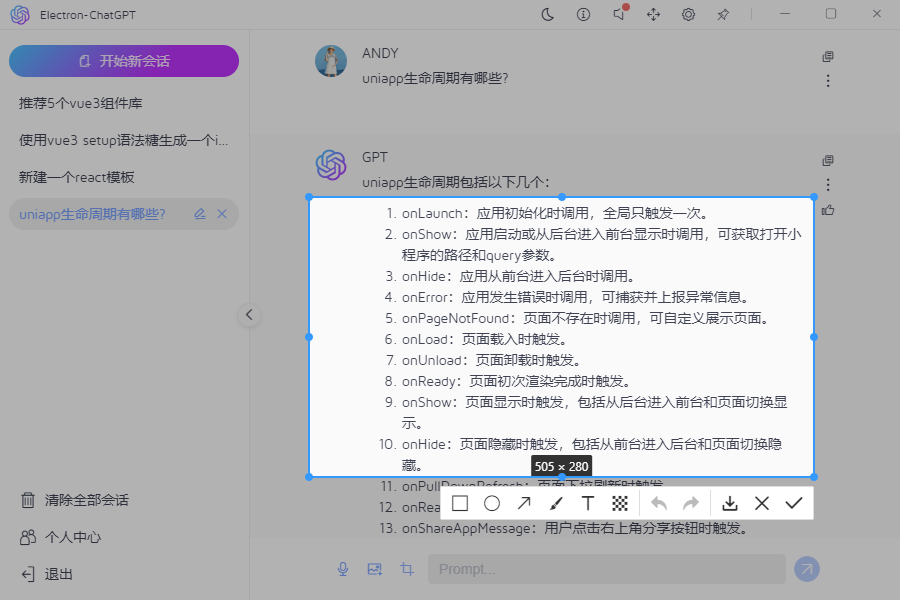 Electron-ChatGPT
开始新会话
推荐5个vue3组件库
使用vue3 setup语法糖生成一个i...
新建一个react模板
uniapp生命周期有哪些?
清除全部会话
个人中心
退出
ANDY
uniapp生命周期有哪些?
GPT
uniapp生命周期包括以下几个：
1. onLaunch：应用初始化时调用，全局只触发一次。
2. onShow：应用启动或从后台进入前台显示时调用，可获取打开小
程序的路径和query参数。
3. onHide：应用从前台进入后台时调用。
4. onError：应用发生错误时调用，可捕获并上报异常信息。
5. onPageNotFound：页面不存在时调用，可自定义展示页面。
6. onLoad：页面载入时触发。
7. onUnload：页面卸载时触发。
8. onReady：页面初次渲染完成时触发。
9. onShow：页面显示时触发，包括从后台进入前台和页面切换显
示。
10. onHide：页面隐藏时触发，包括从前台进入后台和页面切换隐
藏。
505 × 280
11. onPullDownRefresh：页面下拉刷新时触发
12. onRea
13. onShareAppMessage：用户点击右上角分享按钮时触发。
T
Prompt...